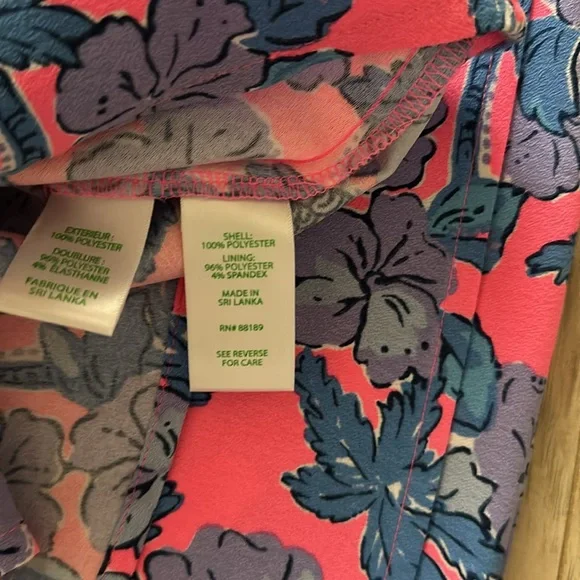 EXTERIEUR :
100% POLYESTER
DOUBLURE :
96% POLYESTER
4% ÉLASTHANNE
FABRIQUE EN
SRI LANKA
SHELL:
100% POLYESTER
LINING:
96% POLYESTER
4% SPANDEX
MADE IN
SRI LANKA
RN# 88189
SEE REVERSE
FOR CARE